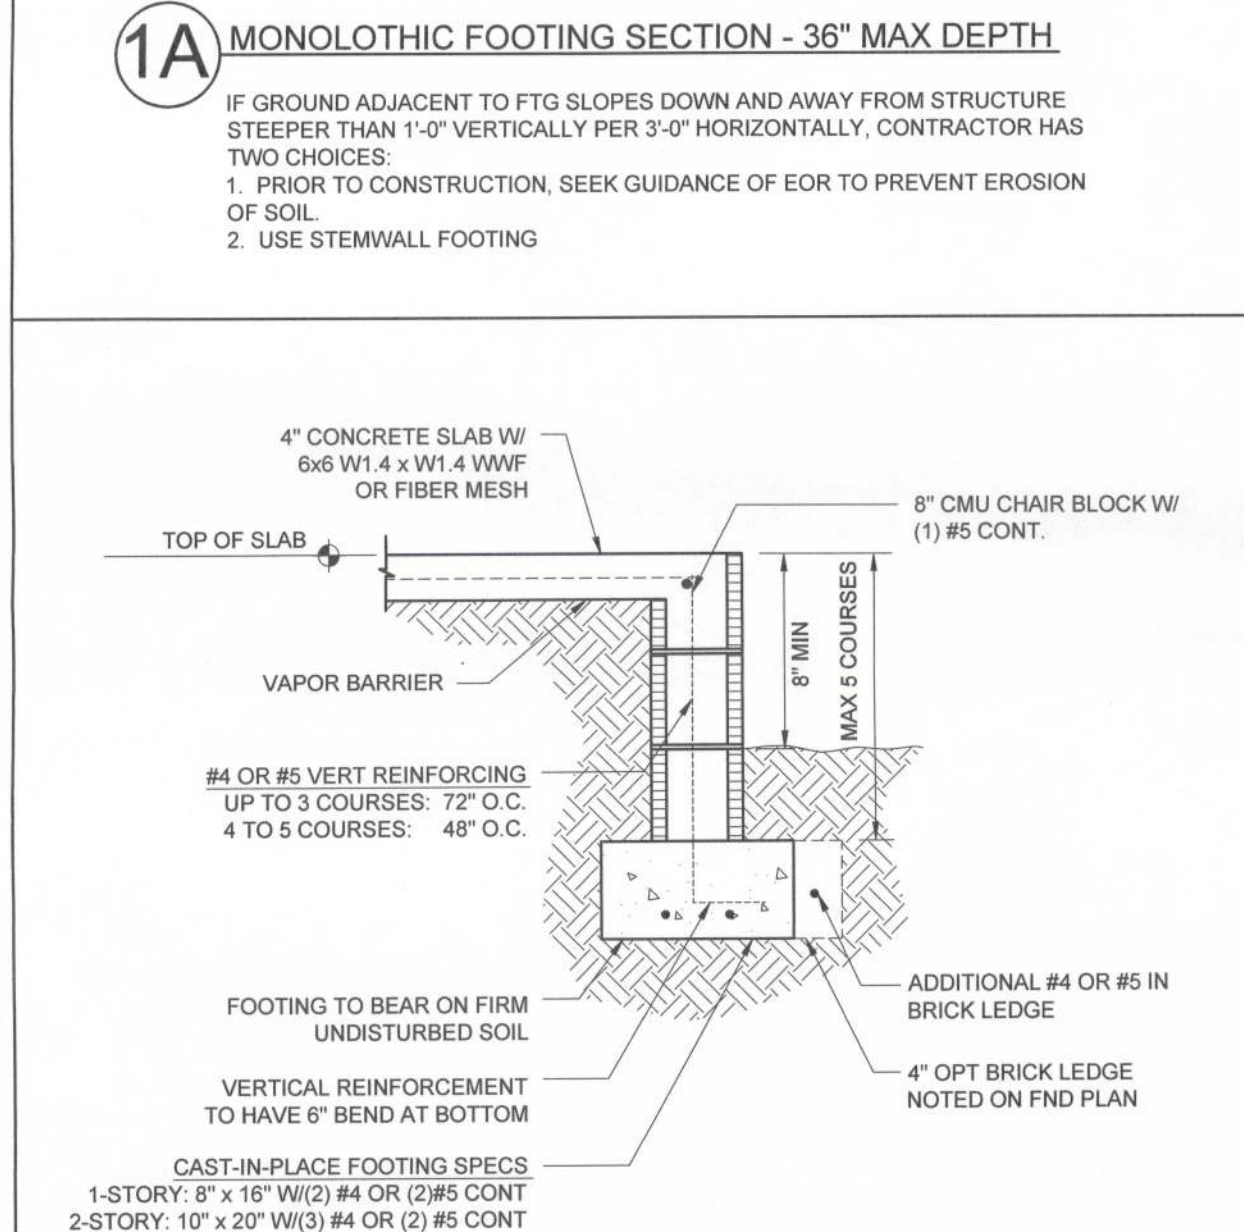 1A MONOLOTHIC FOOTING SECTION - 36" MAX DEPTH
IF GROUND ADJACENT TO FTG SLOPES DOWN AND AWAY FROM STRUCTURE
STEEPER THAN 1'-0" VERTICALLY PER 3'-0" HORIZONTALLY, CONTRACTOR HAS
TWO CHOICES:
1. PRIOR TO CONSTRUCTION, SEEK GUIDANCE OF EOR TO PREVENT EROSION
OF SOIL.
2. USE STEMWALL FOOTING
4" CONCRETE SLAB W/
6x6 W1.4 x W1.4 WWF
OR FIBER MESH
8" CMU CHAIR BLOCK W/
(1) #5 CONT.
TOP OF SLAB
8" MIN
MAX 5 COURSES
VAPOR BARRIER
#4 OR #5 VERT REINFORCING
UP TO 3 COURSES: 72" O.C.
4 TO 5 COURSES: 48" O.C.
FOOTING TO BEAR ON FIRM
UNDISTURBED SOIL
ADDITIONAL #4 OR #5 IN
BRICK LEDGE
VERTICAL REINFORCEMENT
TO HAVE 6" BEND AT BOTTOM
4" OPT BRICK LEDGE
NOTED ON FND PLAN
CAST-IN-PLACE FOOTING SPECS
1-STORY: 8" x 16" W/(2) #4 OR (2)#5 CONT
2-STORY: 10" x 20" W/(3) #4 OR (2) #5 CONT